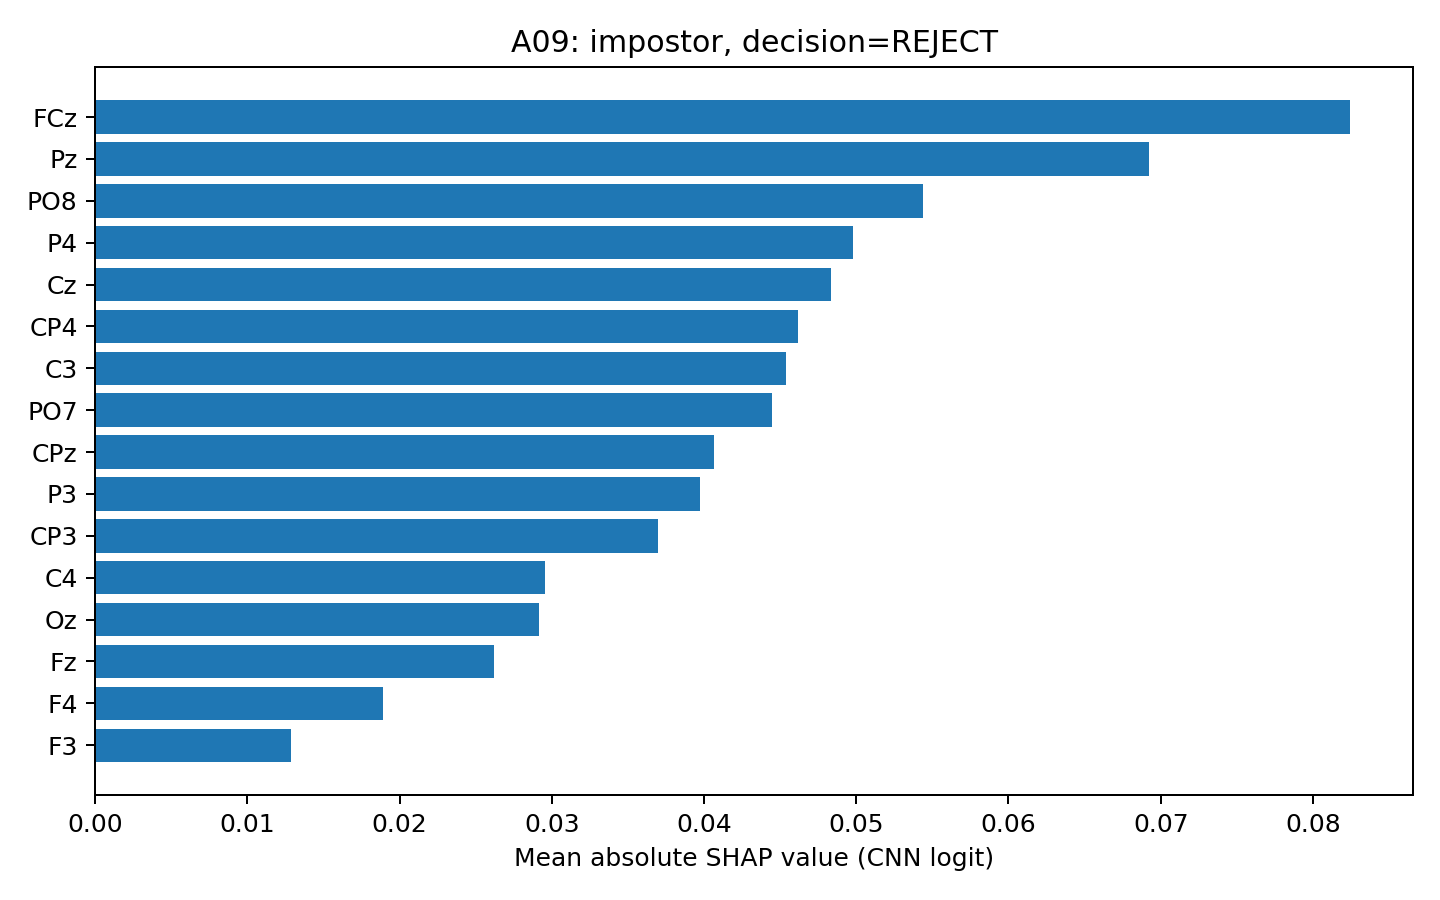 A09: impostor, decision=REJECT
FCz
Pz
PO8
P4
Cz
CP4
C3
PO7
CPz
P3
CP3
C4
Oz
Fz
F4
F3
0.00 0.01 0.02 0.03 0.04 0.05 0.06 0.07 0.08
Mean absolute SHAP value (CNN logit)